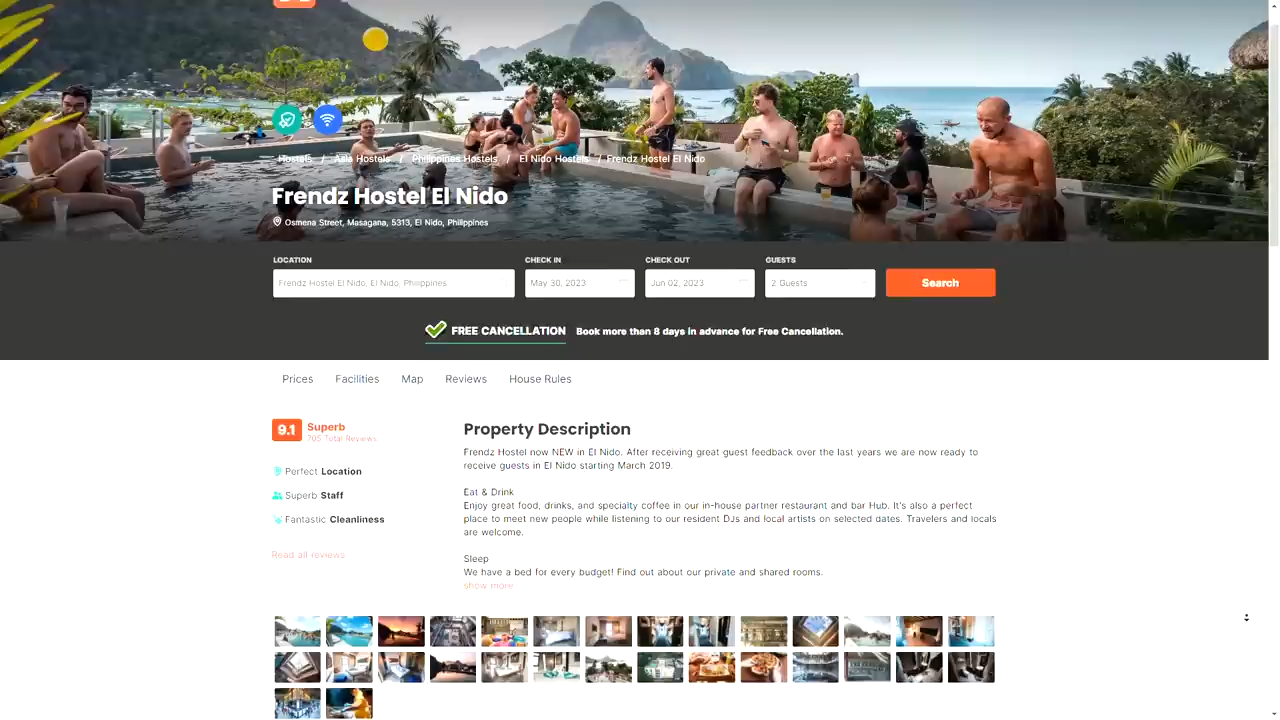 Hostels / Asia Hostels / Philippines Hostels / El Nido Hostels / Frendz Hostel El Nido
Frendz Hostel El Nido
Osmena Street, Masagana, 5313, El Nido, Philippines
LOCATION CHECK IN CHECK OUT GUESTS
Frendz Hostel El Nido, El Nido, Philippines May 30, 2023 Jun 02, 2023 2 Guests Search
FREE CANCELLATION Book more than 8 days in advance for Free Cancellation.
Prices Facilities Map Reviews House Rules
9.1 Superb
705 Total Reviews
Perfect Location
Superb Staff
Fantastic Cleanliness
Read all reviews
Property Description
Frendz Hostel now NEW in El Nido. After receiving great guest feedback over the last years we are now ready to
receive guests in El Nido starting March 2019.
Eat & Drink
Enjoy great food, drinks, and specialty coffee in our in-house partner restaurant and bar Hub. It's also a perfect
place to meet new people while listening to our resident DJs and local artists on selected dates. Travelers and locals
are welcome.
Sleep
We have a bed for every budget! Find out about our private and shared rooms.
show more